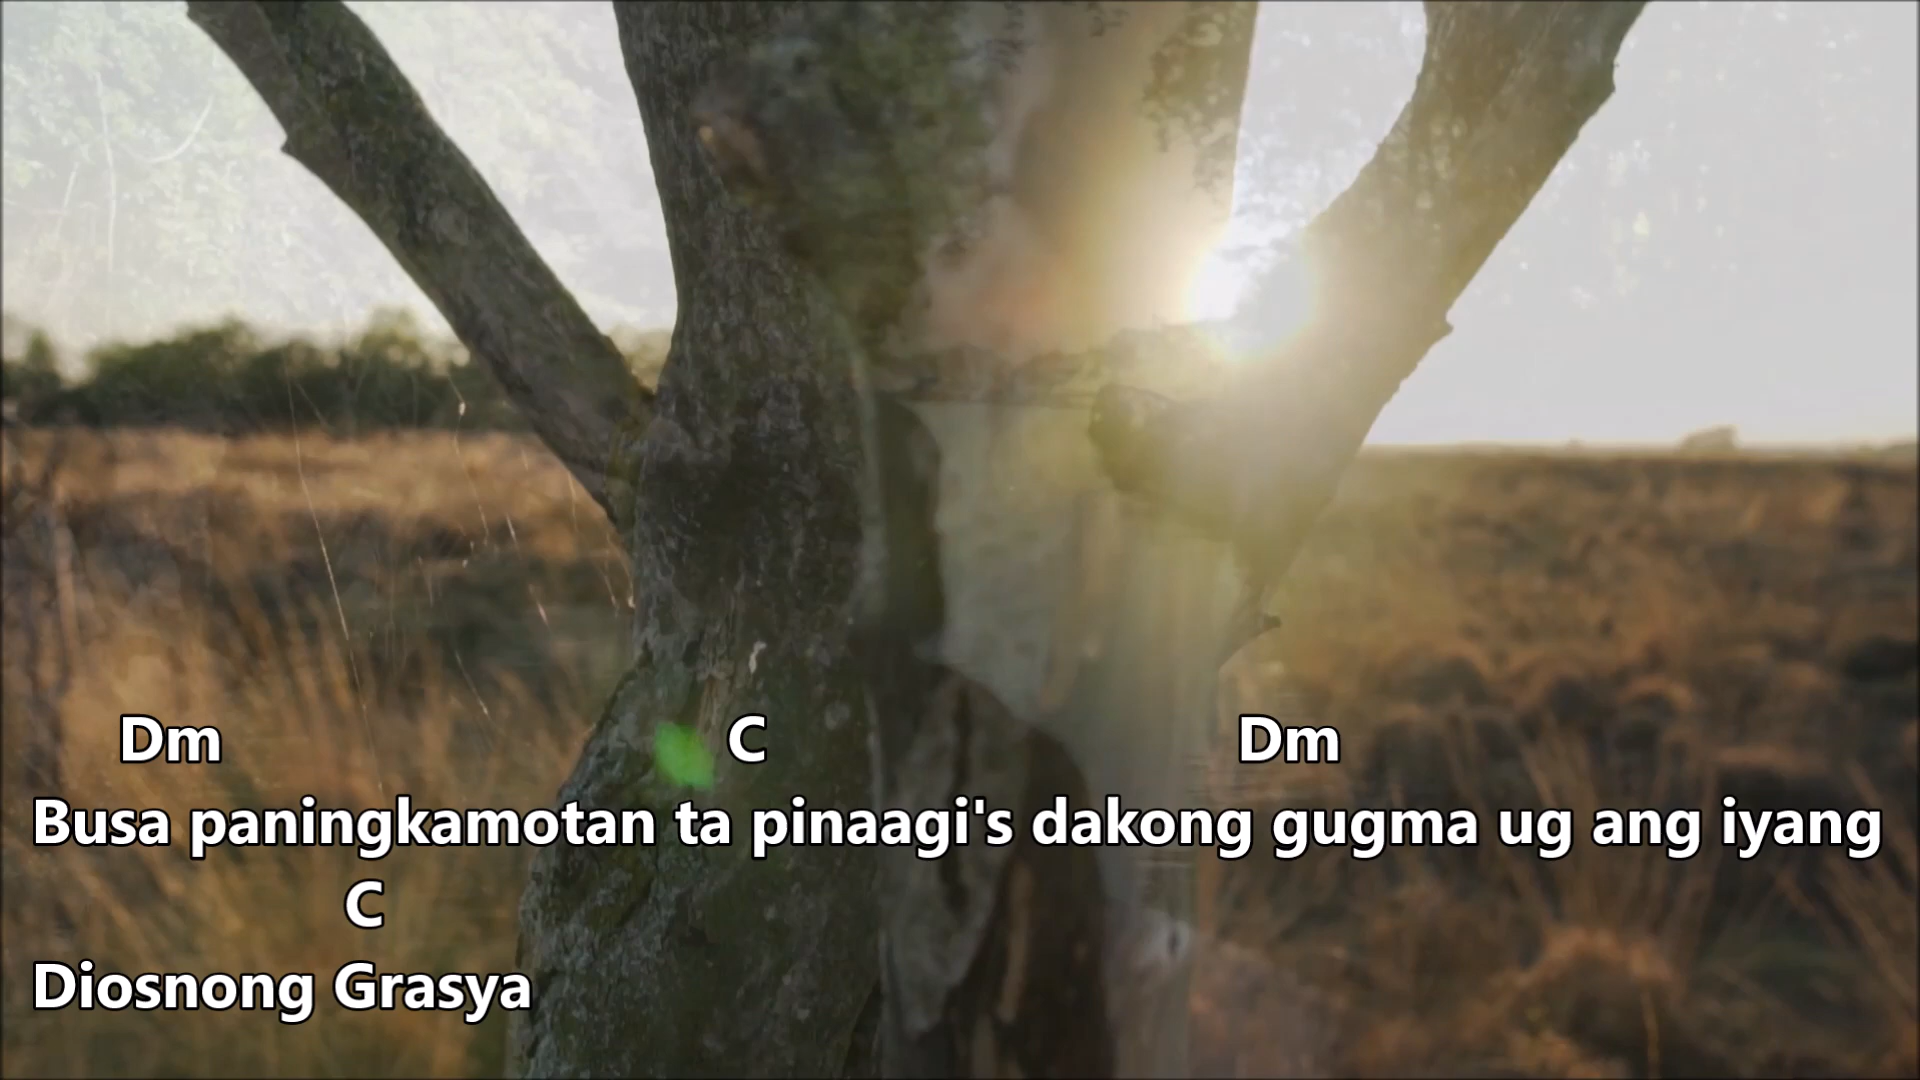 Dm C Dm
Busa paningkamotan ta pinaagi's dakong gugma ug ang iyang
C
Diosnong Grasya